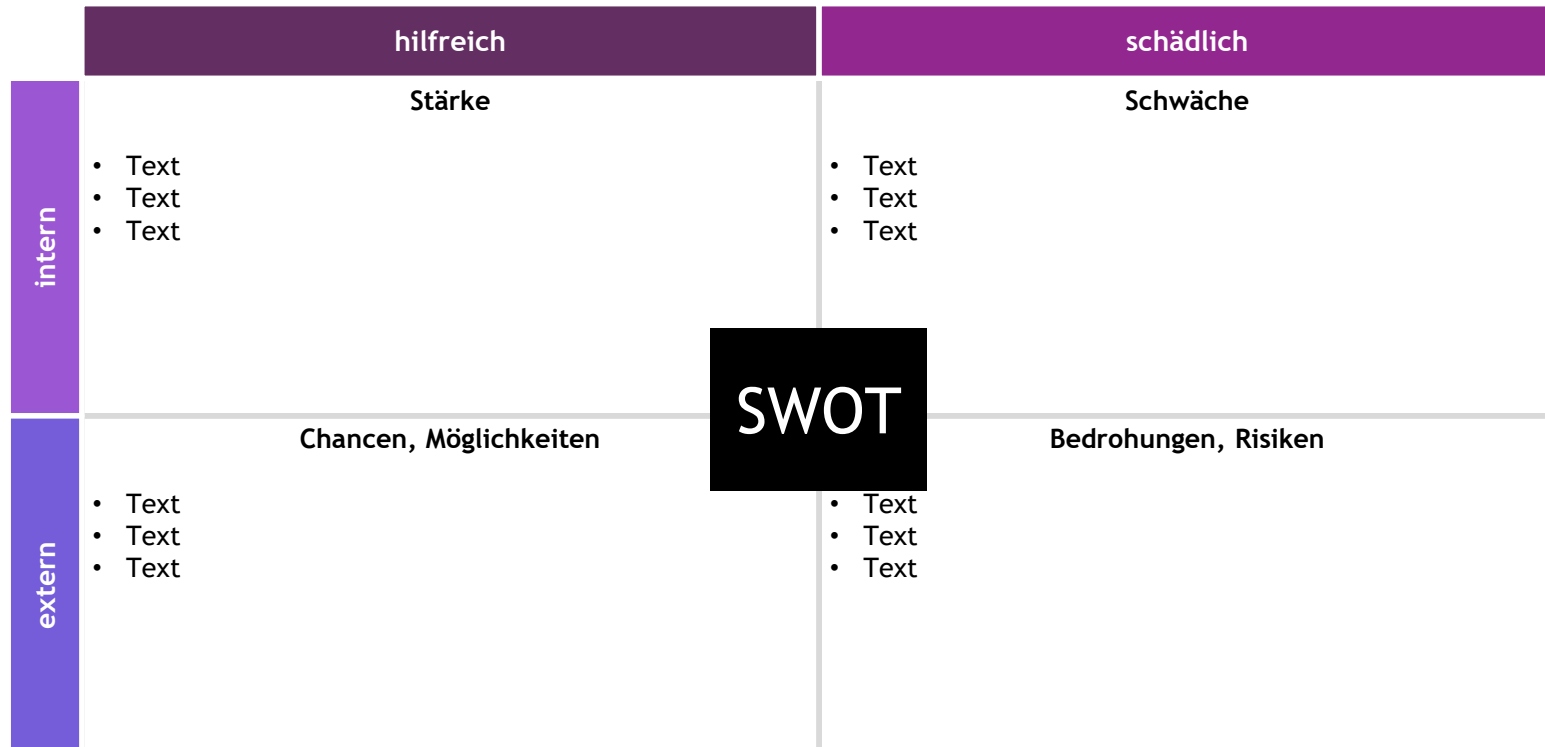 hilfreich
schädlich
intern
Stärke
• Text
• Text
• Text
Schwäche
• Text
• Text
• Text
SWOT
extern
Chancen, Möglichkeiten
• Text
• Text
• Text
Bedrohungen, Risiken
• Text
• Text
• Text